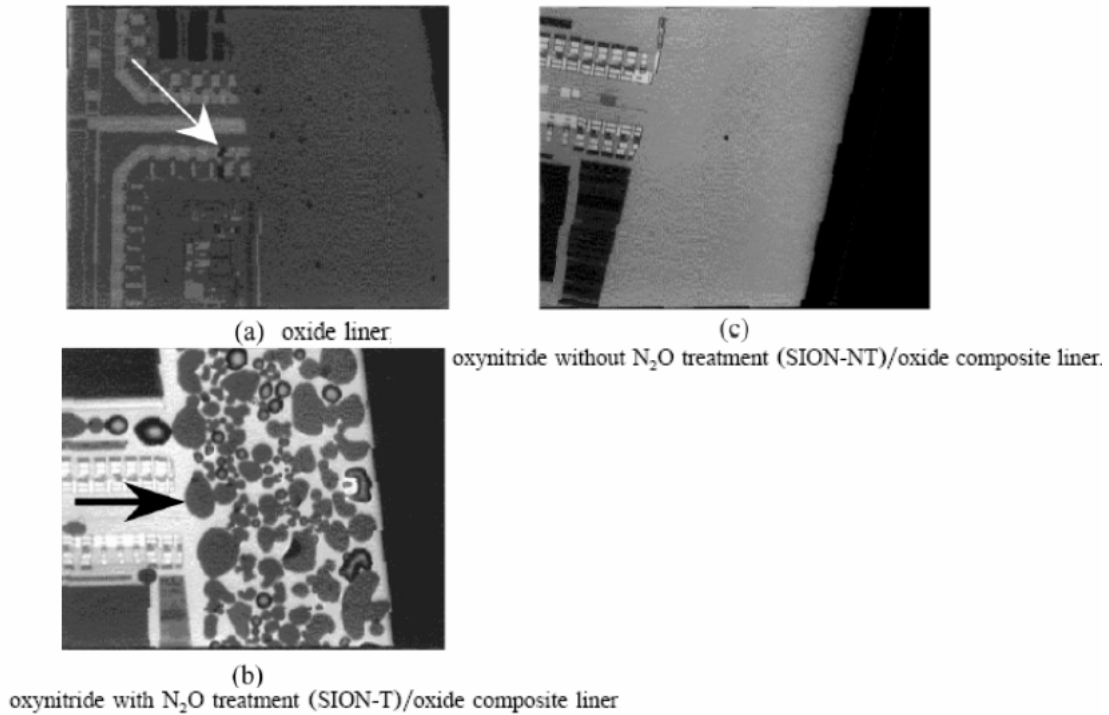 (a) oxide liner
(c)
oxynitride without N₂O treatment (SION-NT)/oxide composite liner.
(b)
oxynitride with N₂O treatment (SION-T)/oxide composite liner